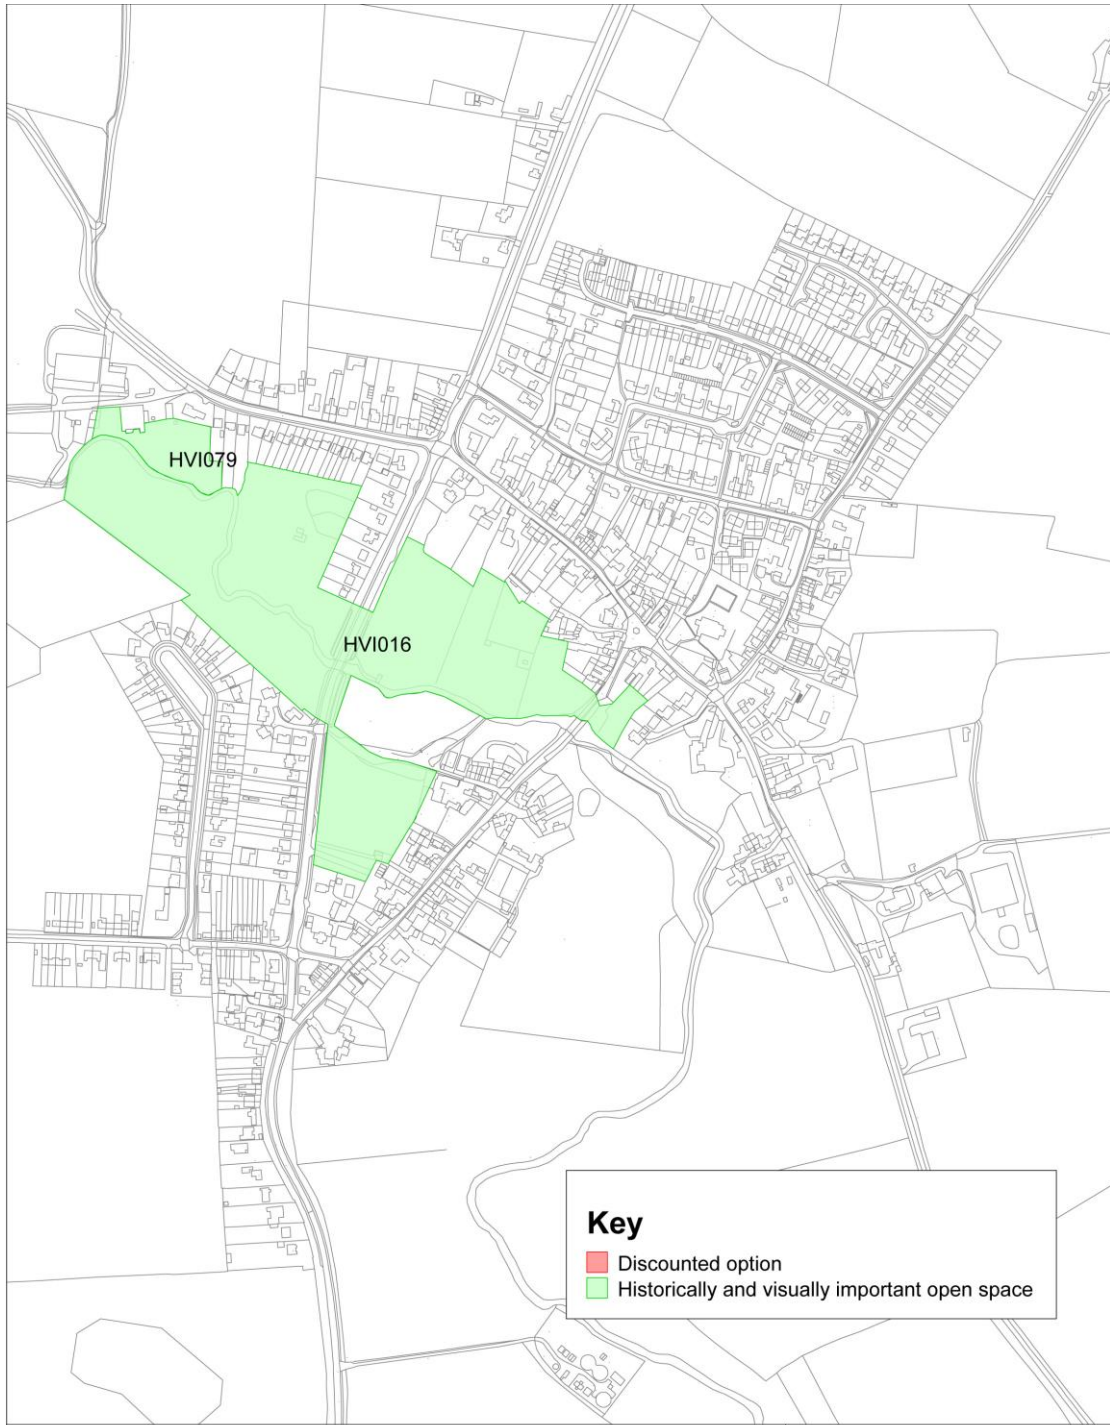 HVI079
HVI016
Key
Discounted option
Historically and visually important open space